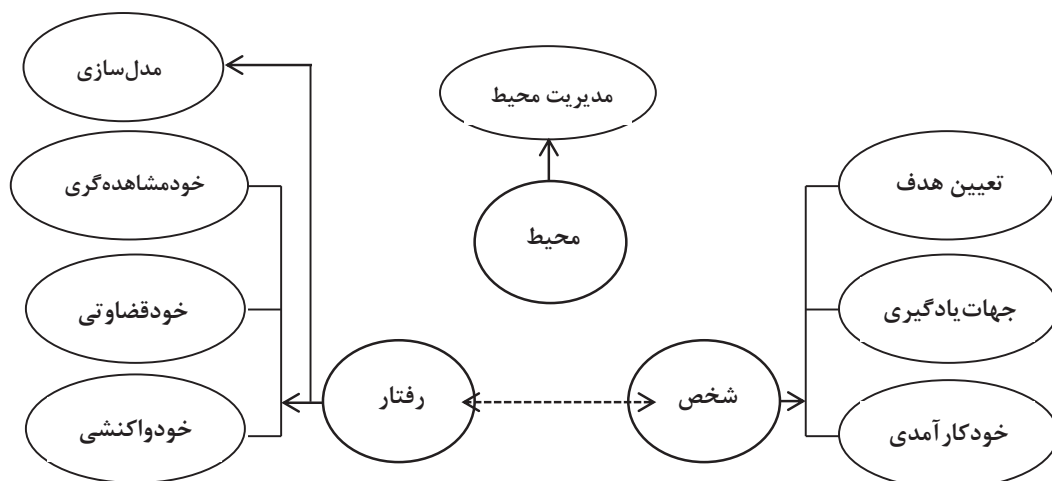 مدل‌سازی
مدیریت محیط
تعیین هدف
خودمشاهده‌گری
محیط
جهات یادگیری
خودقضاوتی
شخص
رفتار
خودکارآمدی
خودواکنشی